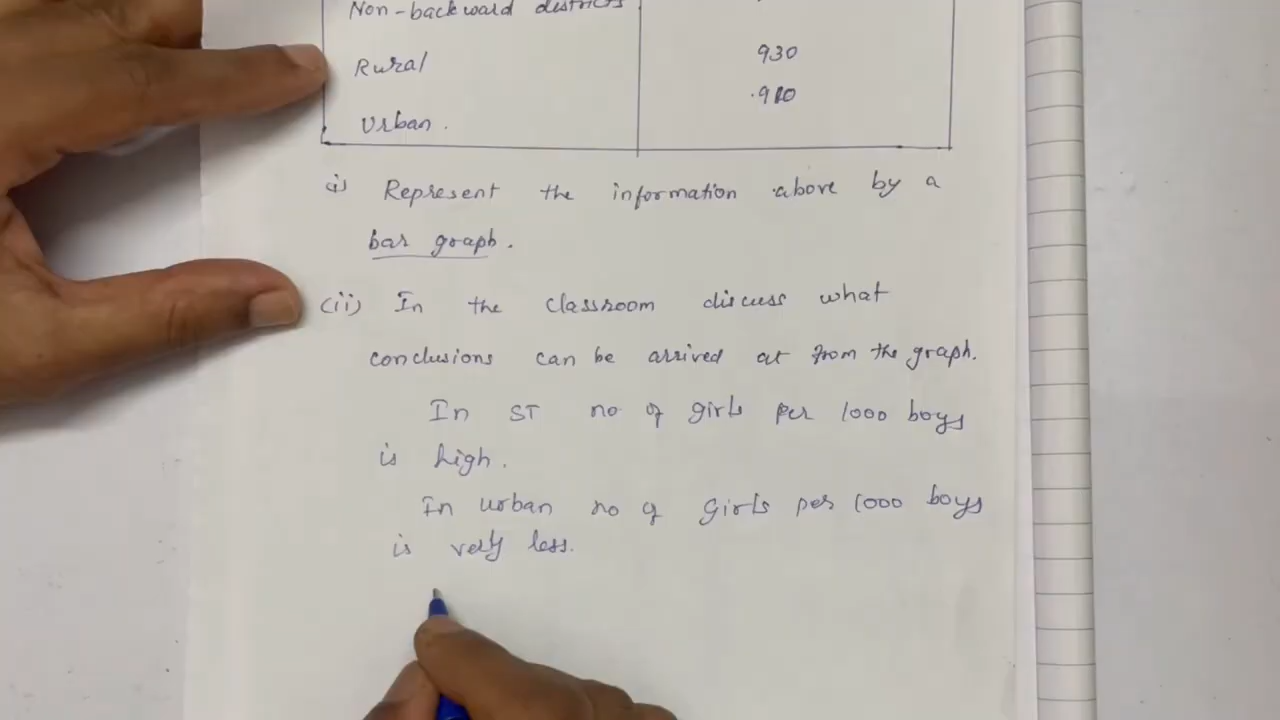 Non-backward districts
Rural 930
Urban. 910
(i) Represent the information above by a
bar graph.
(ii) In the classroom discuss what
conclusions can be arrived at from the graph.
In ST no of girls per 1000 boys
is high.
In urban no of girls per 1000 boys
is very less.